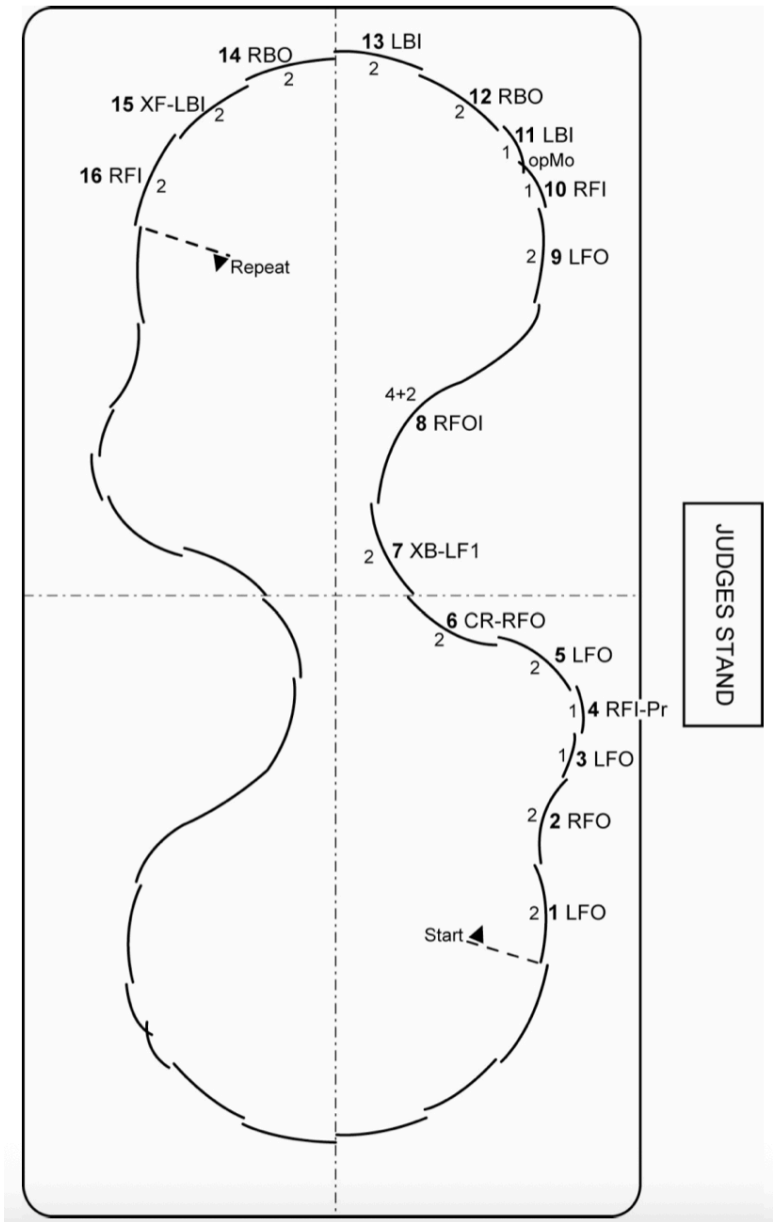 13 LBI
2
14 RBO
2
12 RBO
2
15 XF-LBI
2
11 LBI
1
opMo
16 RFI
2
10 RFI
1
9 LFO
2
Repeat
4+2
8 RFOI
7 XB-LF1
2
JUDGES STAND
6 CR-RFO
2
5 LFO
2
4 RFI-Pr
1
3 LFO
1
2 RFO
2
1 LFO
2
Start